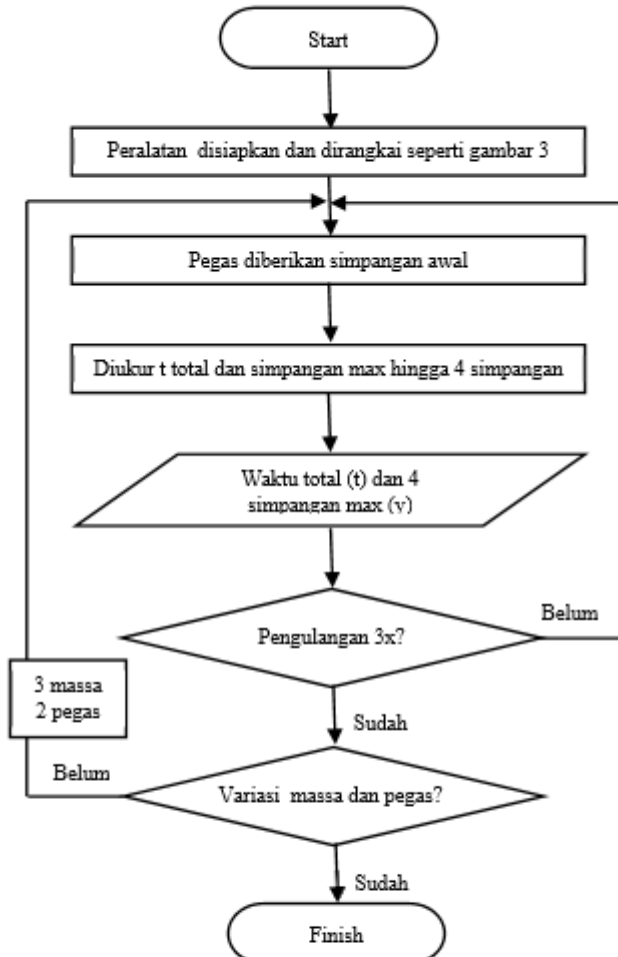 Start
Peralatan disiapkan dan dirangkai seperti gambar 3
Pegas diberikan simpangan awal
Diukur t total dan simpangan max hingga 4 simpangan
Waktu total (t) dan 4
simpangan max (y)
Pengulangan 3x?
Belum
3 massa
2 pegas
Sudah
Belum
Variasi massa dan pegas?
Sudah
Finish